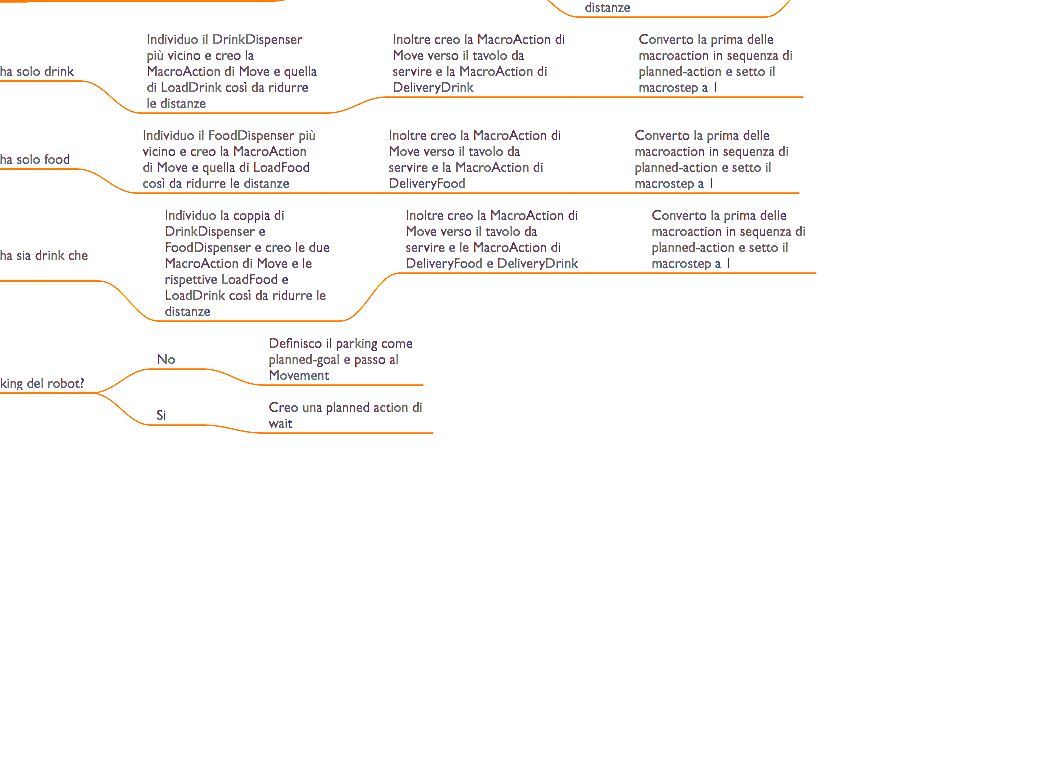 distanze
ha solo drink
Individuo il DrinkDispenser
più vicino e creo la
MacroAction di Move e quella
di LoadDrink così da ridurre
le distanze
Inoltre creo la MacroAction di
Move verso il tavolo da
servire e la MacroAction di
DeliveryDrink
Converto la prima delle
macroaction in sequenza di
planned-action e setto il
macrostep a 1
ha solo food
Individuo il FoodDispenser più
vicino e creo la MacroAction
di Move e quella di LoadFood
così da ridurre le distanze
Inoltre creo la MacroAction di
Move verso il tavolo da
servire e la MacroAction di
DeliveryFood
Converto la prima delle
macroaction in sequenza di
planned-action e setto il
macrostep a 1
ha sia drink che
Individuo la coppia di
DrinkDispenser e
FoodDispenser e creo le due
MacroAction di Move e le
rispettive LoadFood e
LoadDrink così da ridurre le
distanze
Inoltre creo la MacroAction di
Move verso il tavolo da
servire e le MacroAction di
DeliveryFood e DeliveryDrink
Converto la prima delle
macroaction in sequenza di
planned-action e setto il
macrostep a 1
king del robot?
No
Definisco il parking come
planned-goal e passo al
Movement
Si
Creo una planned action di
wait